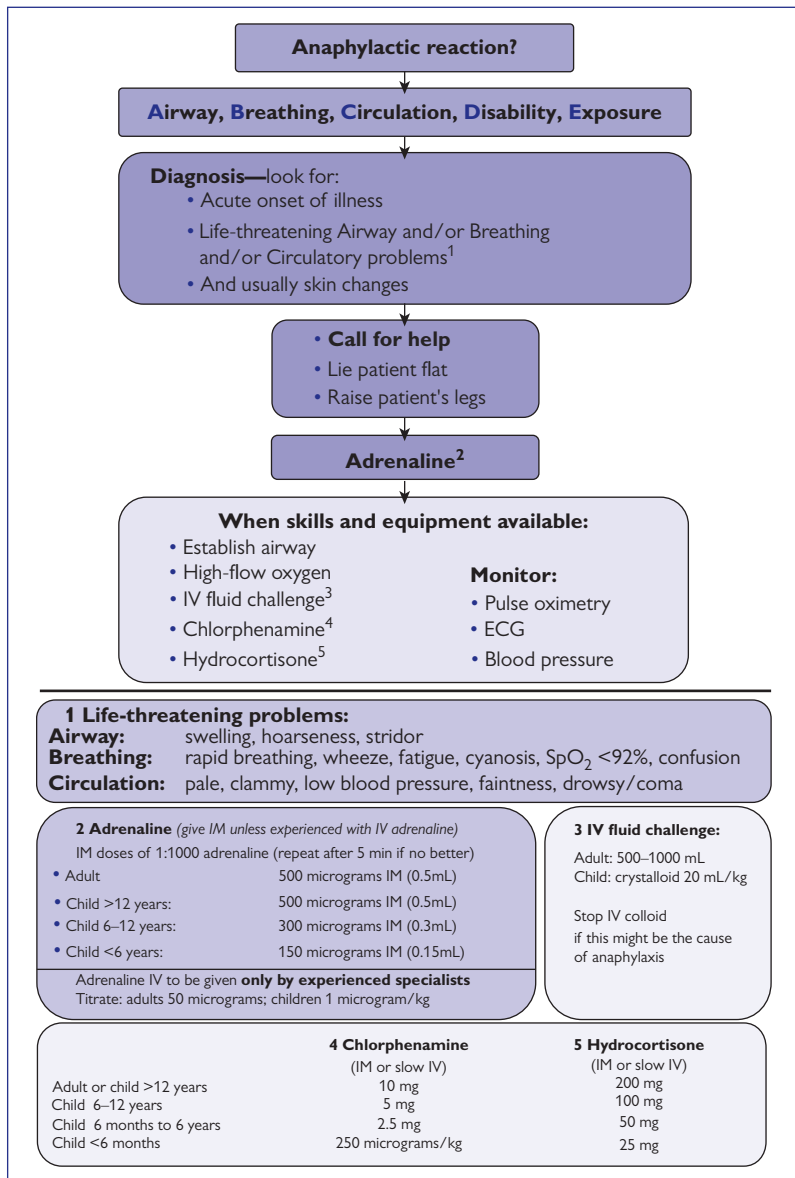 Anaphylactic reaction?
Airway, Breathing, Circulation, Disability, Exposure
Diagnosis—look for:
• Acute onset of illness
• Life-threatening Airway and/or Breathing
and/or Circulatory problems1
• And usually skin changes
• Call for help
• Lie patient flat
• Raise patient's legs
Adrenaline2
When skills and equipment available:
• Establish airway
• High-flow oxygen
• IV fluid challenge3
• Chlorphenamine4
• Hydrocortisone5
Monitor:
• Pulse oximetry
• ECG
• Blood pressure
1 Life-threatening problems:
Airway: swelling, hoarseness, stridor
Breathing: rapid breathing, wheeze, fatigue, cyanosis, SpO2 <92%, confusion
Circulation: pale, clammy, low blood pressure, faintness, drowsy/coma
2 Adrenaline (give IM unless experienced with IV adrenaline)
IM doses of 1:1000 adrenaline (repeat after 5 min if no better)
• Adult 500 micrograms IM (0.5mL)
• Child >12 years: 500 micrograms IM (0.5mL)
• Child 6–12 years: 300 micrograms IM (0.3mL)
• Child <6 years: 150 micrograms IM (0.15mL)
Adrenaline IV to be given only by experienced specialists
Titrate: adults 50 micrograms; children 1 microgram/kg
3 IV fluid challenge:
Adult: 500–1000 mL
Child: crystalloid 20 mL/kg
Stop IV colloid
if this might be the cause
of anaphylaxis
4 Chlorphenamine 5 Hydrocortisone
(IM or slow IV) (IM or slow IV)
Adult or child >12 years 10 mg 200 mg
Child 6–12 years 5 mg 100 mg
Child 6 months to 6 years 2.5 mg 50 mg
Child <6 months 250 micrograms/kg 25 mg